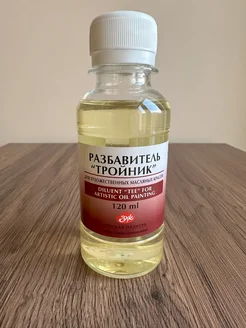 РАЗБАВИТЕЛЬ
“ТРОЙНИК”
ДЛЯ ХУДОЖЕСТВЕННЫХ МАСЛЯНЫХ КРАСОК
DILUENT “TEE” FOR
ARTISTIC OIL PAINTING
120 ml